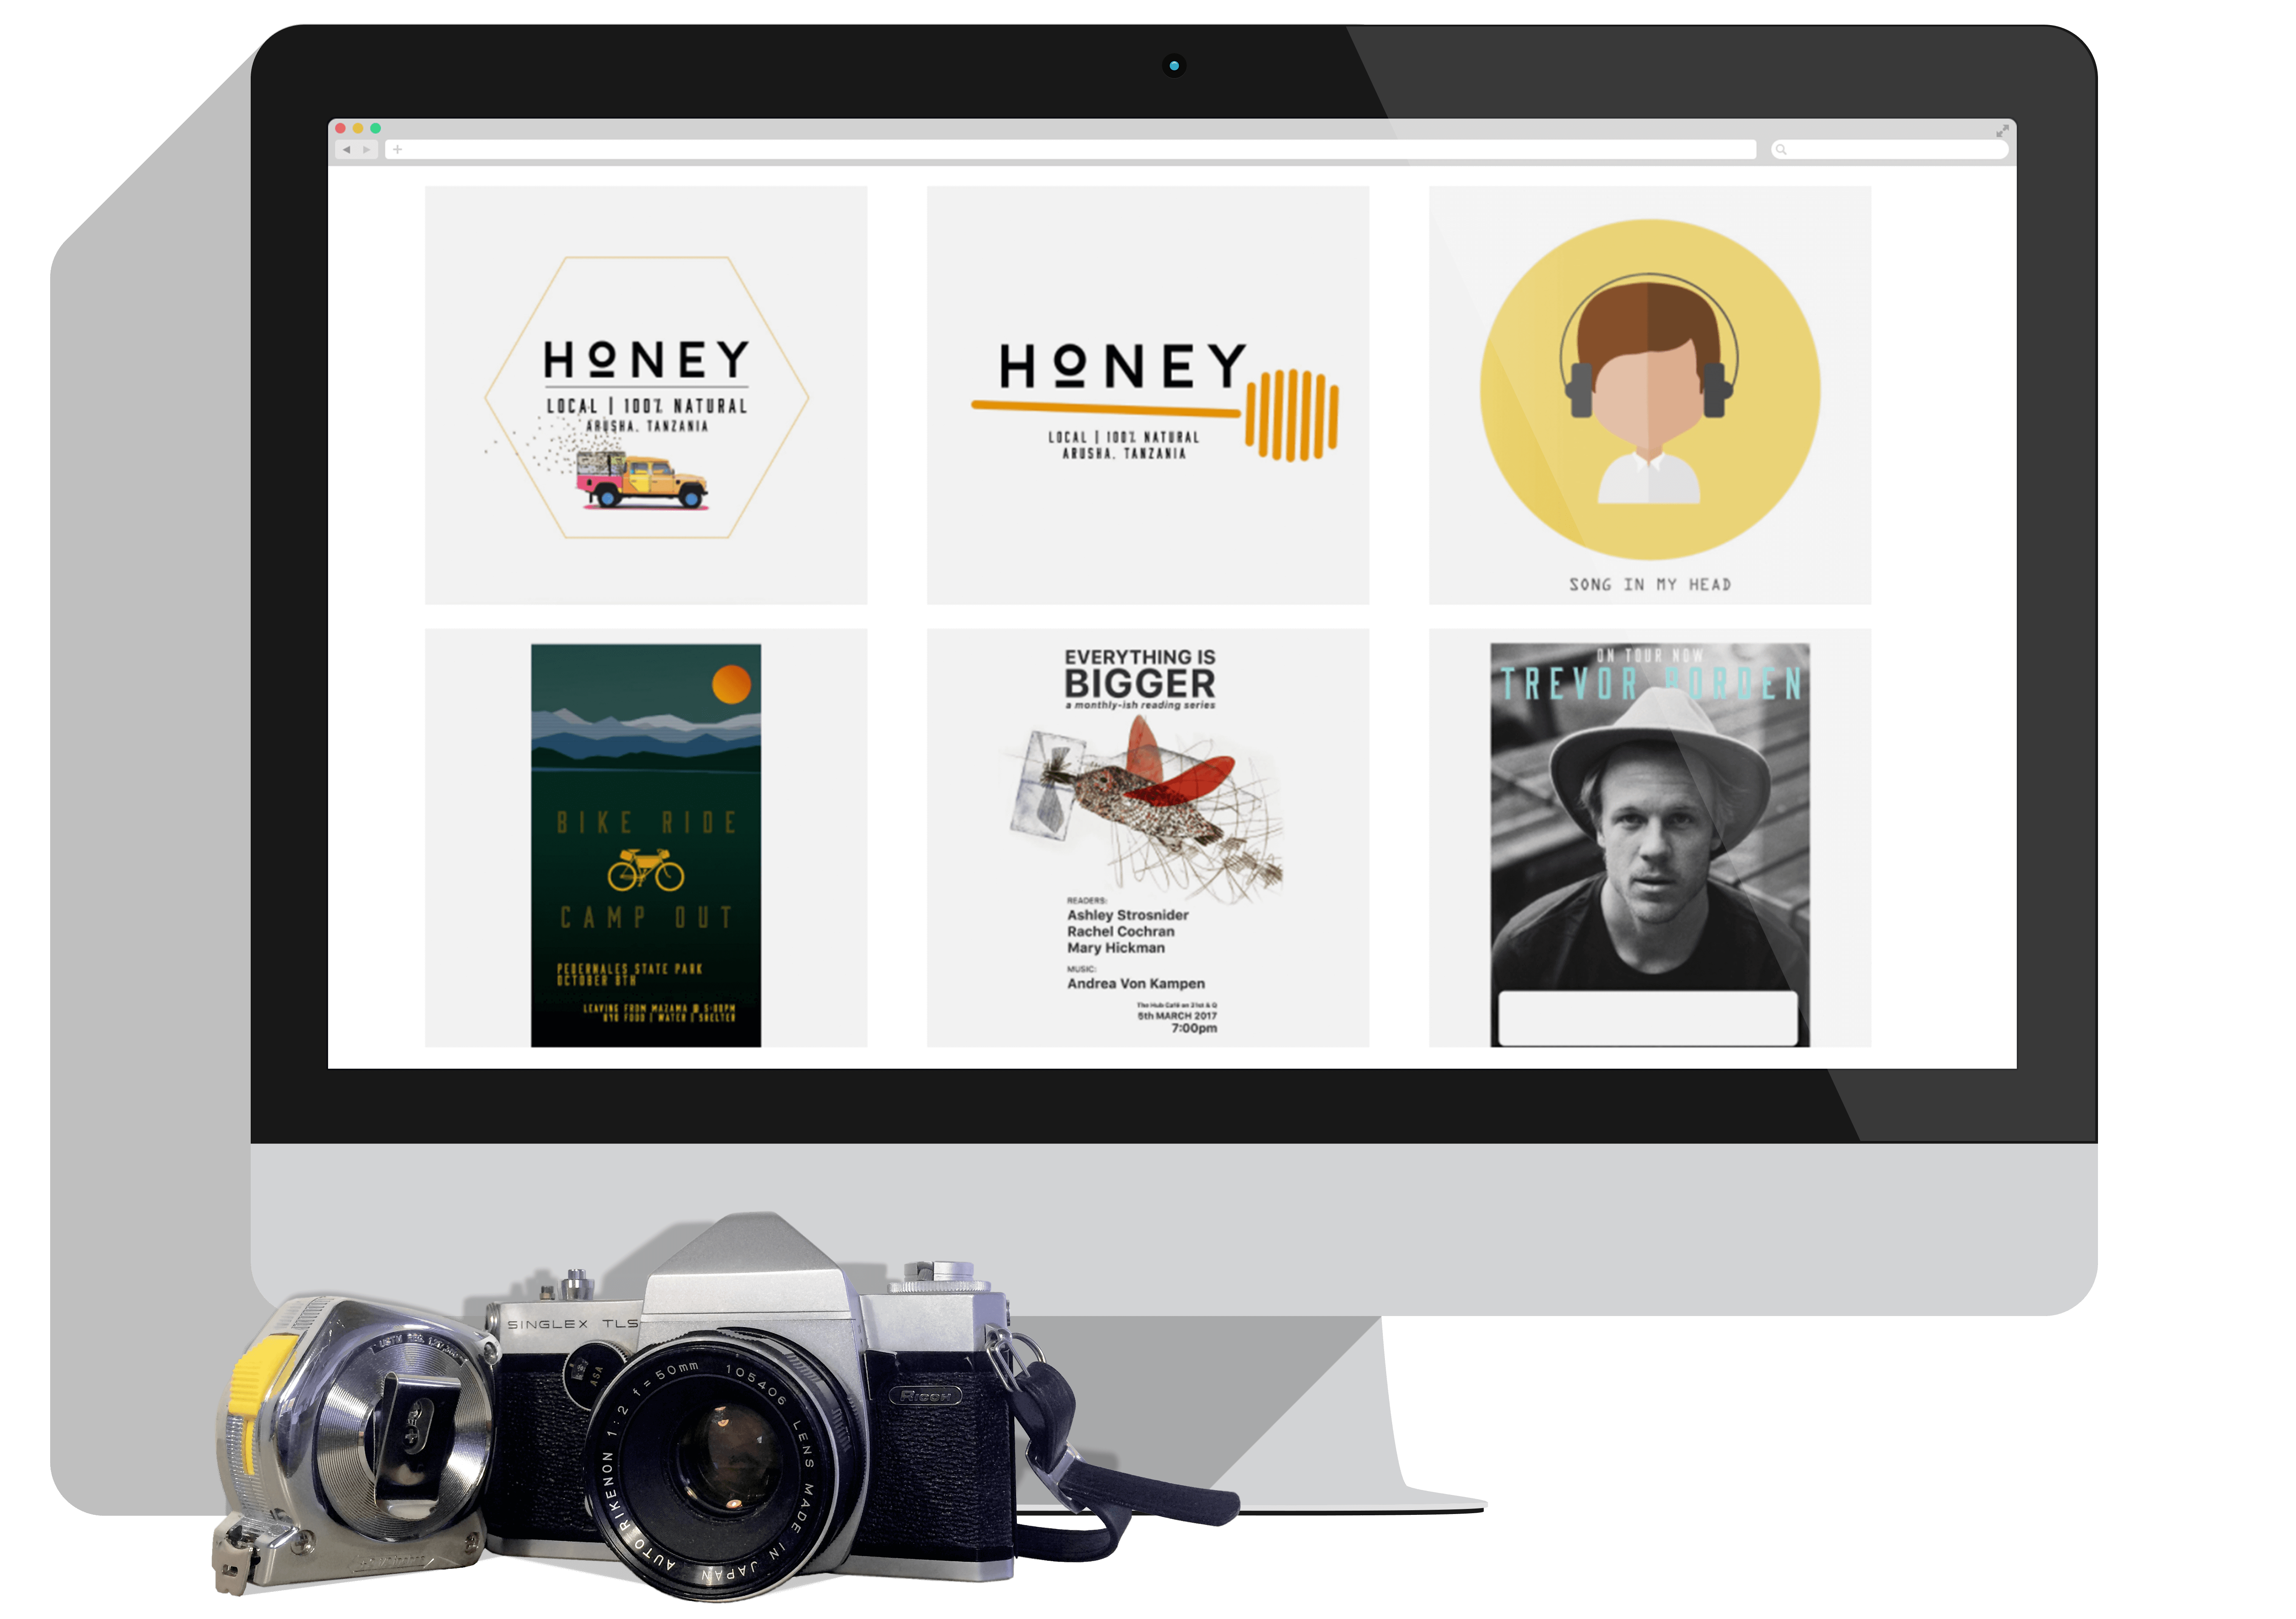 HONEY
LOCAL | 100% NATURAL
ARUSHA, TANZANIA
HONEY
LOCAL | 100% NATURAL
ARUSHA, TANZANIA
SONG IN MY HEAD
BIKE RIDE
CAMP OUT
PEDERNALES STATE PARK
OCTOBER 8TH
LEAVING FROM MAZAMA @ 5:00PM
BYO FOOD | WATER | SHELTER
EVERYTHING IS
BIGGER
a monthly-ish reading series
READERS:
Ashley Strosnider
Rachel Cochran
Mary Hickman
MUSIC:
Andrea Von Kampen
The Hub Café on 21st & Q
5th MARCH 2017
7:00pm
ON TOUR NOW
TREVOR BORDEN
SINGLEX TLS
ASA
RICOH
AUTO RIKENON 1:2 f=50mm 105406 LENS MADE IN JAPAN